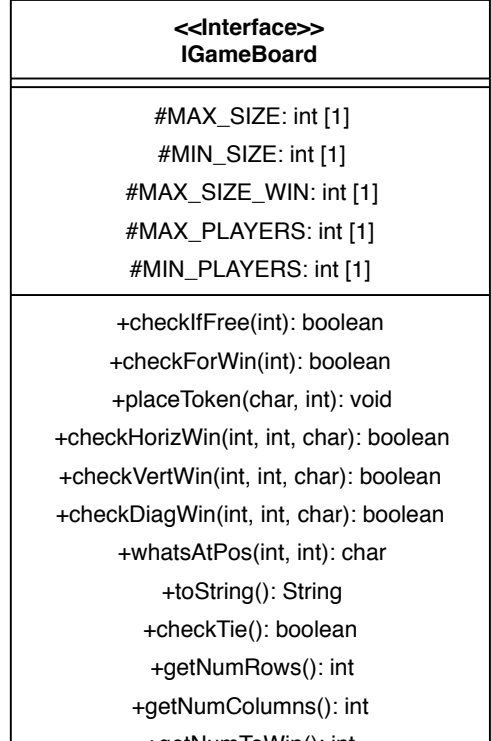 <<Interface>>
IGameBoard
#MAX_SIZE: int [1]
#MIN_SIZE: int [1]
#MAX_SIZE_WIN: int [1]
#MAX_PLAYERS: int [1]
#MIN_PLAYERS: int [1]
+checkIfFree(int): boolean
+checkForWin(int): boolean
+placeToken(char, int): void
+checkHorizWin(int, int, char): boolean
+checkVertWin(int, int, char): boolean
+checkDiagWin(int, int, char): boolean
+whatsAtPos(int, int): char
+toString(): String
+checkTie(): boolean
+getNumRows(): int
+getNumColumns(): int
+getNumToWin(): int